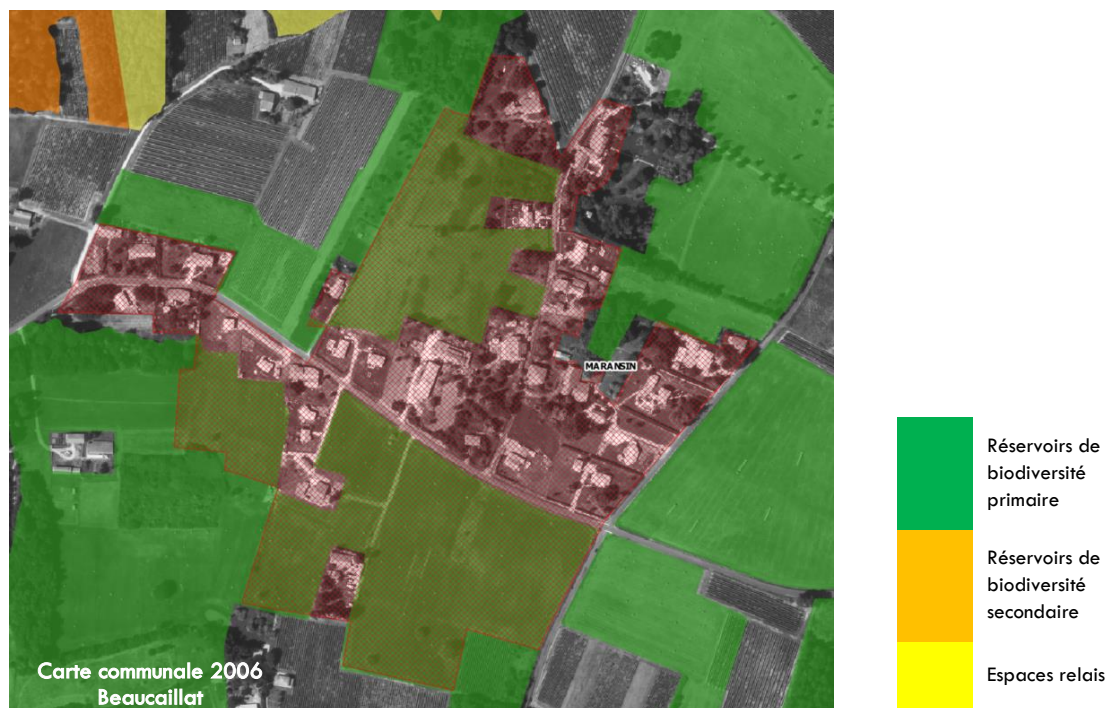 MARANSIN
Carte communale 2006
Beaucaillat
Réservoirs de
biodiversité
primaire
Réservoirs de
biodiversité
secondaire
Espaces relais